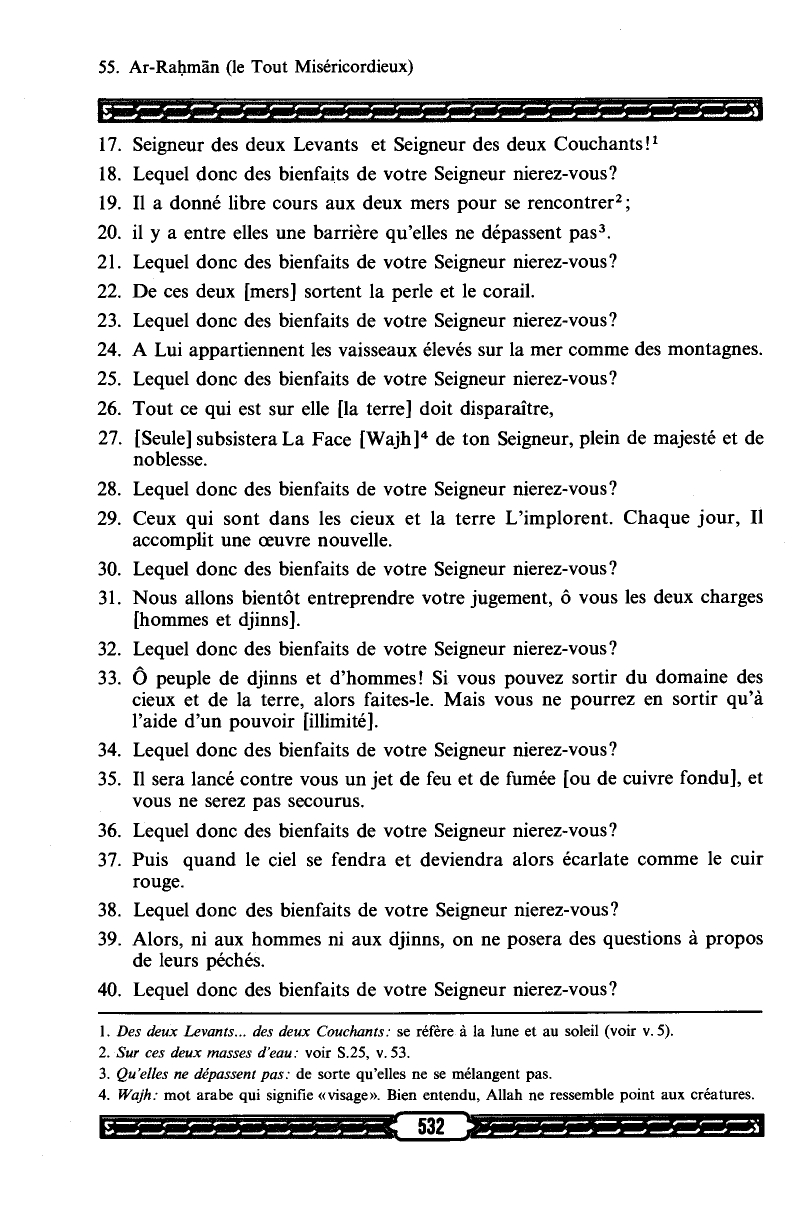 55. Ar-Raḥmān (le Tout Miséricordieux)
17. Seigneur des deux Levants et Seigneur des deux Couchants!¹
18. Lequel donc des bienfaits de votre Seigneur nierez-vous?
19. Il a donné libre cours aux deux mers pour se rencontrer²;
20. il y a entre elles une barrière qu'elles ne dépassent pas³.
21. Lequel donc des bienfaits de votre Seigneur nierez-vous?
22. De ces deux [mers] sortent la perle et le corail.
23. Lequel donc des bienfaits de votre Seigneur nierez-vous?
24. A Lui appartiennent les vaisseaux élevés sur la mer comme des montagnes.
25. Lequel donc des bienfaits de votre Seigneur nierez-vous?
26. Tout ce qui est sur elle [la terre] doit disparaître,
27. [Seule] subsistera La Face [Wajh]⁴ de ton Seigneur, plein de majesté et de
noblesse.
28. Lequel donc des bienfaits de votre Seigneur nierez-vous?
29. Ceux qui sont dans les cieux et la terre L'implorent. Chaque jour, Il
accomplit une œuvre nouvelle.
30. Lequel donc des bienfaits de votre Seigneur nierez-vous?
31. Nous allons bientôt entreprendre votre jugement, ô vous les deux charges
[hommes et djinns].
32. Lequel donc des bienfaits de votre Seigneur nierez-vous?
33. Ô peuple de djinns et d'hommes! Si vous pouvez sortir du domaine des
cieux et de la terre, alors faites-le. Mais vous ne pourrez en sortir qu'à
l'aide d'un pouvoir [illimité].
34. Lequel donc des bienfaits de votre Seigneur nierez-vous?
35. Il sera lancé contre vous un jet de feu et de fumée [ou de cuivre fondu], et
vous ne serez pas secourus.
36. Lequel donc des bienfaits de votre Seigneur nierez-vous?
37. Puis quand le ciel se fendra et deviendra alors écarlate comme le cuir
rouge.
38. Lequel donc des bienfaits de votre Seigneur nierez-vous?
39. Alors, ni aux hommes ni aux djinns, on ne posera des questions à propos
de leurs péchés.
40. Lequel donc des bienfaits de votre Seigneur nierez-vous?
1. Des deux Levants... des deux Couchants: se réfère à la lune et au soleil (voir v. 5).
2. Sur ces deux masses d'eau: voir S.25, v. 53.
3. Qu'elles ne dépassent pas: de sorte qu'elles ne se mélangent pas.
4. Wajh: mot arabe qui signifie «visage». Bien entendu, Allah ne ressemble point aux créatures.
532